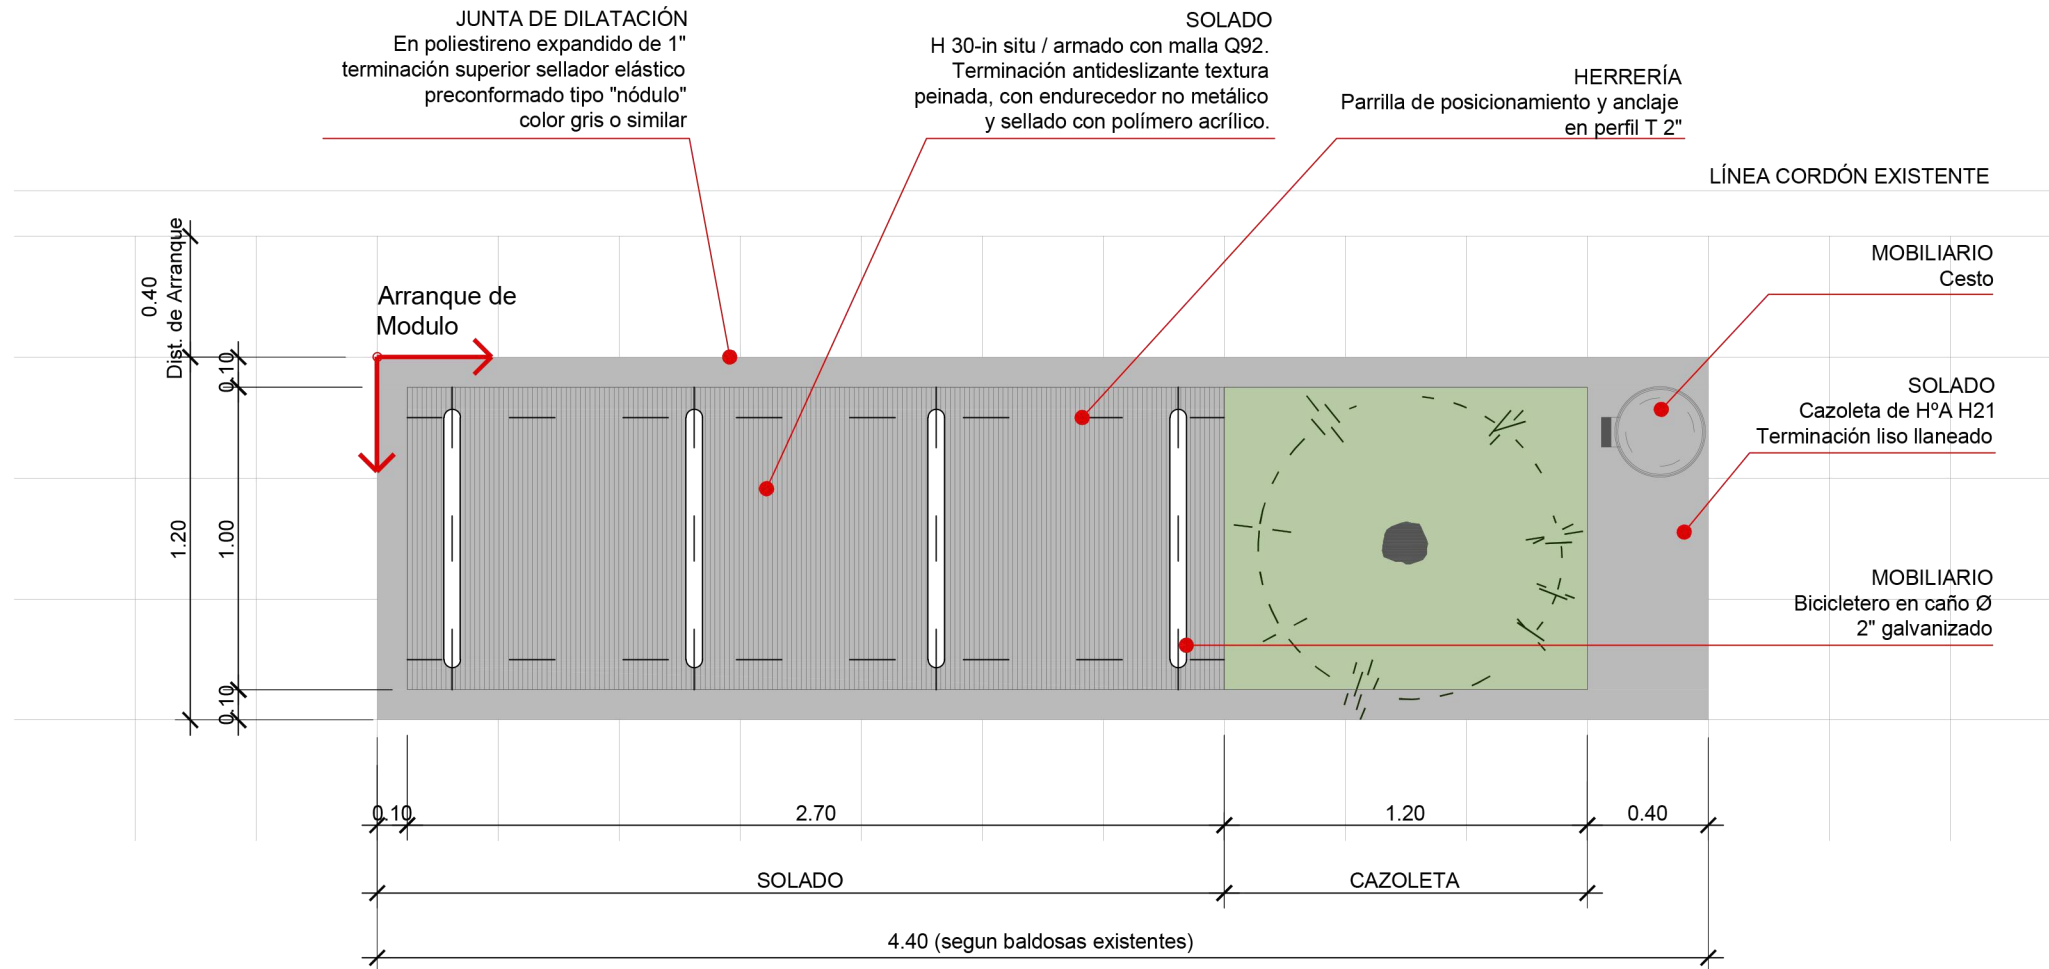 JUNTA DE DILATACIÓN
En poliestireno expandido de 1"
terminación superior sellador elástico
preconformado tipo "nódulo"
color gris o similar
SOLADO
H 30-in situ / armado con malla Q92.
Terminación antideslizante textura
peinada, con endurecedor no metálico
y sellado con polímero acrílico.
HERRERÍA
Parrilla de posicionamiento y anclaje
en perfil T 2"
LÍNEA CORDÓN EXISTENTE
MOBILIARIO
Cesto
SOLADO
Cazoleta de HºA H21
Terminación liso llaneado
MOBILIARIO
Bicicletero en caño Ø
2" galvanizado
Arranque de
Modulo
0.40
Dist. de Arranque
0.10
1.20
1.00
0.10
0.10
2.70
1.20
0.40
SOLADO
CAZOLETA
4.40 (segun baldosas existentes)